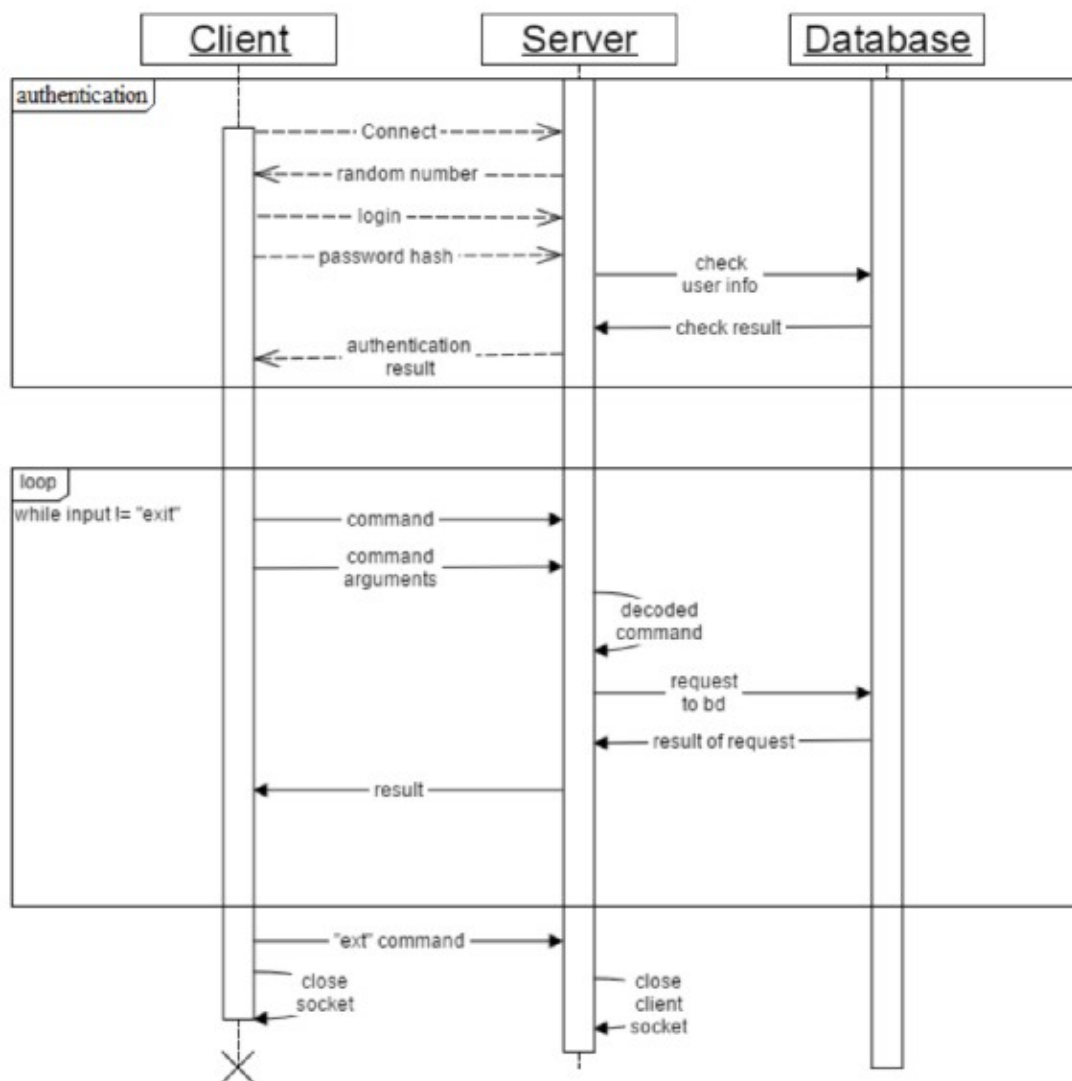 Client
Server
Database
authentication
Connect
random number
login
password hash
check
user info
check result
authentication
result
loop
while input != "exit"
command
command
arguments
decoded
command
request
to bd
result of request
result
"ext" command
close
socket
close
client
socket